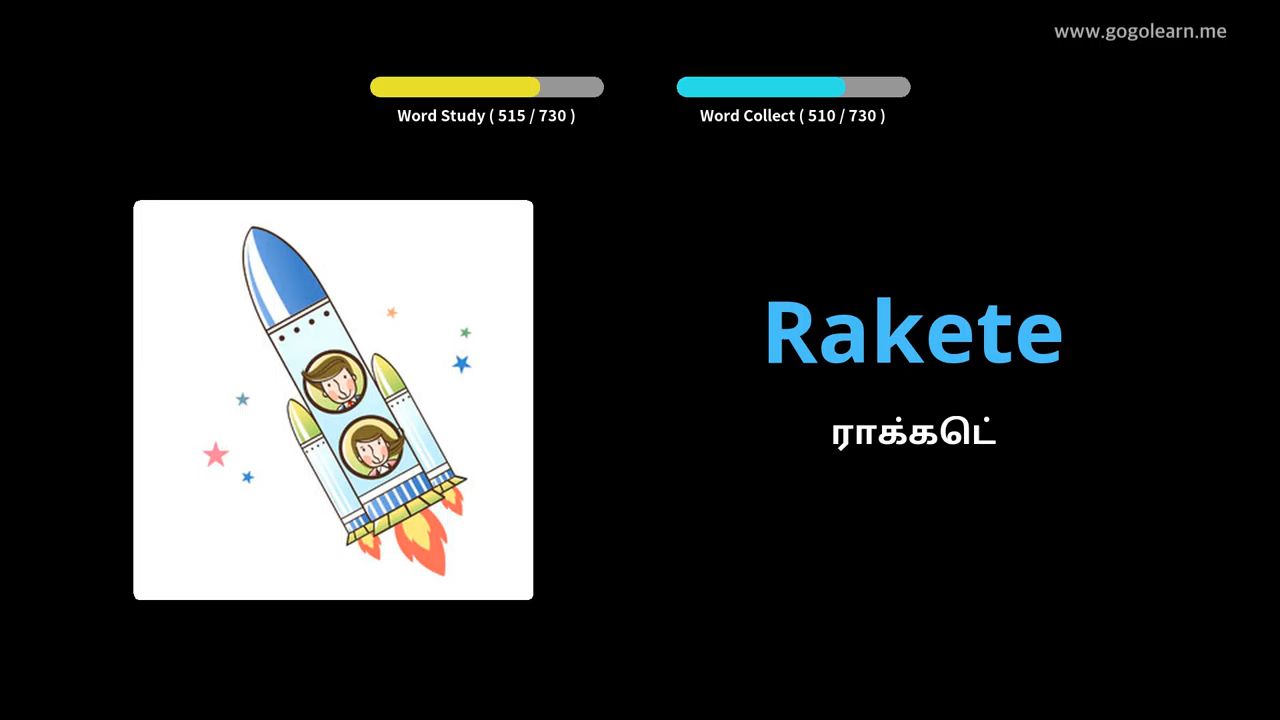 www.gogolearn.me
Word Study ( 515 / 730 )
Word Collect ( 510 / 730 )
Rakete
ராக்கெட்